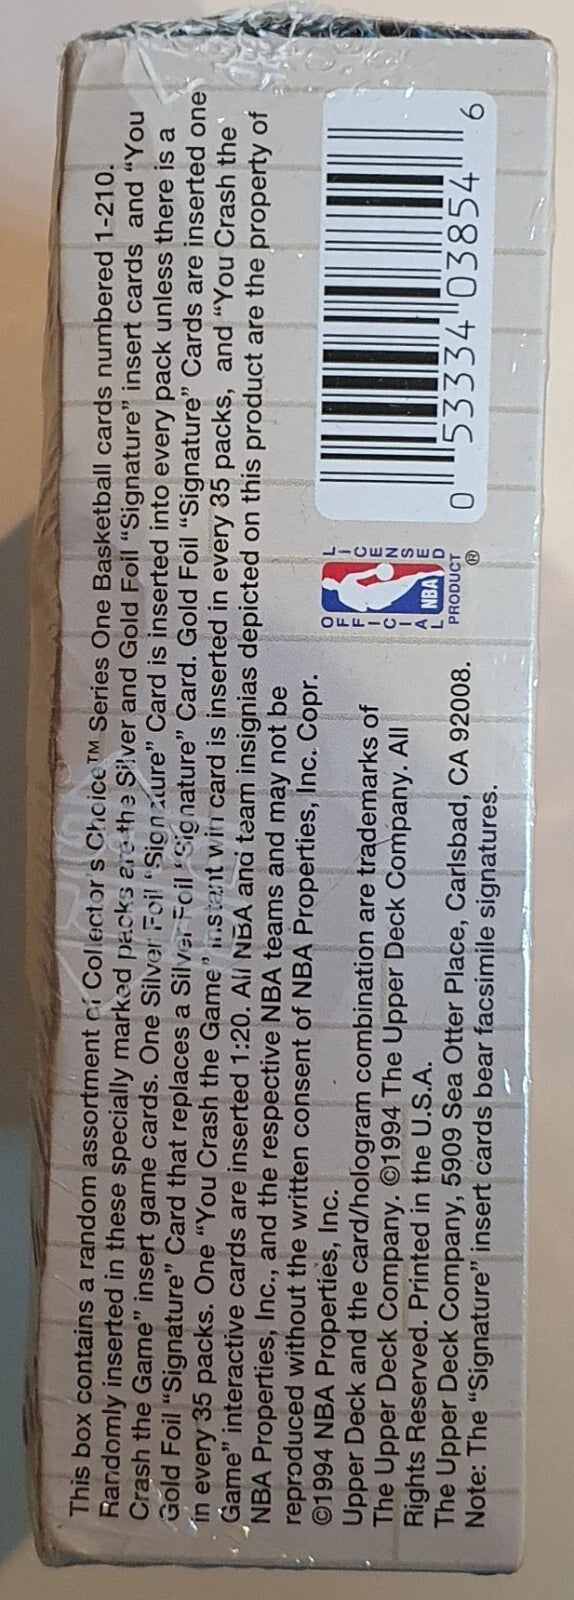 This box contains a random assortment of Collector's Choice™ Series One Basketball cards numbered 1-210.
Randomly inserted in these specially marked packs are the Silver and Gold Foil “Signature” insert cards and “You
Crash the Game” insert game cards. One Silver Foil “Signature” Card is inserted into every pack unless there is a
Gold Foil “Signature” Card that replaces a Silver Foil “Signature” Card. Gold Foil “Signature” Cards are inserted one
in every 35 packs. One “You Crash the Game” instant win card is inserted in every 35 packs, and “You Crash the
Game” interactive cards are inserted 1:20. All NBA and team insignias depicted on this product are the property of
NBA Properties, Inc., and the respective NBA teams and may not be
reproduced without the written consent of NBA Properties, Inc. Copr.
©1994 NBA Properties, Inc.
Upper Deck and the card/hologram combination are trademarks of
The Upper Deck Company. ©1994 The Upper Deck Company. All
Rights Reserved. Printed in the U.S.A.
The Upper Deck Company, 5909 Sea Otter Place, Carlsbad, CA 92008.
Note: The “Signature” insert cards bear facsimile signatures.
OFFICIAL
NBA
LICENSED
PRODUCT
®
0 53334 03854 6